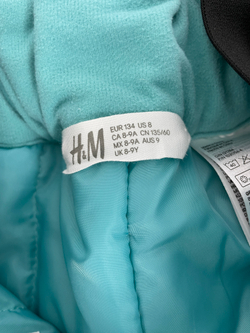 H&M
EUR 134 US 8
CA 8-9A CN 135/60
MX 8-9A AUS 9
UK 8-9Y